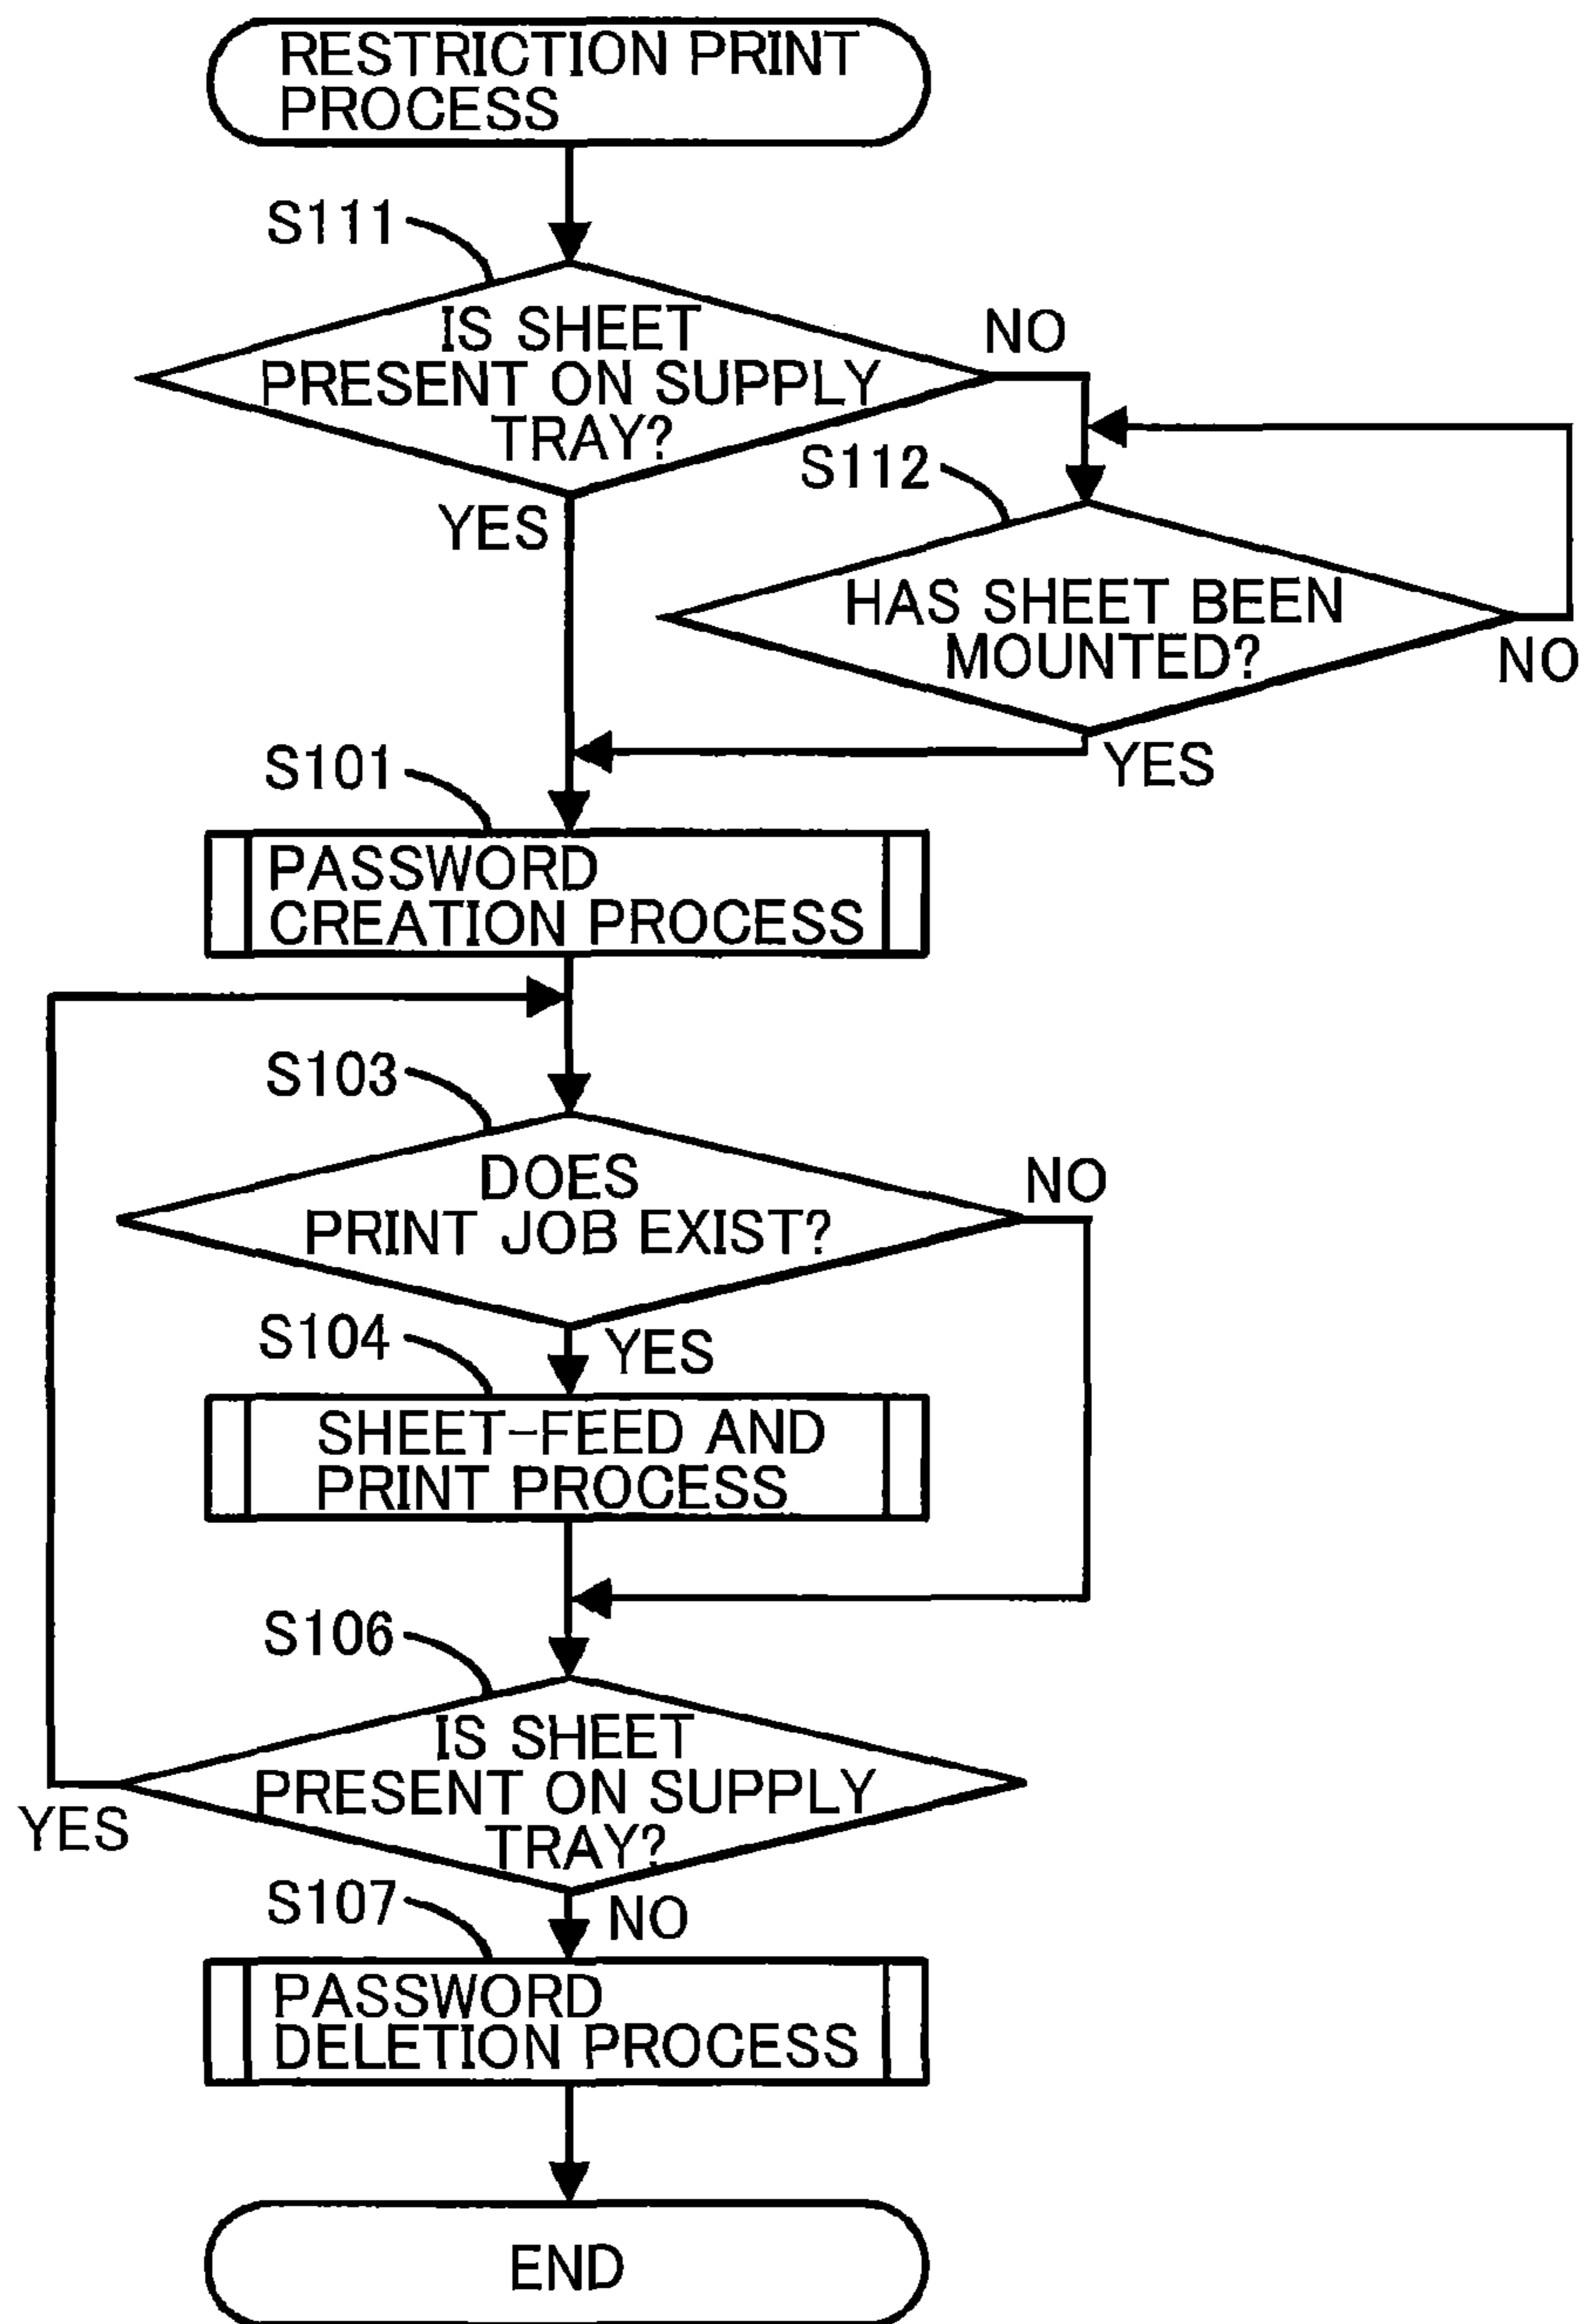 RESTRICTION PRINT
PROCESS
S111
IS SHEET
PRESENT ON SUPPLY
TRAY?
NO
YES
S112
HAS SHEET BEEN
MOUNTED?
NO
YES
S101
PASSWORD
CREATION PROCESS
S103
DOES
PRINT JOB EXIST?
NO
YES
S104
SHEET-FEED AND
PRINT PROCESS
S106
IS SHEET
PRESENT ON SUPPLY
TRAY?
YES
NO
S107
PASSWORD
DELETION PROCESS
END